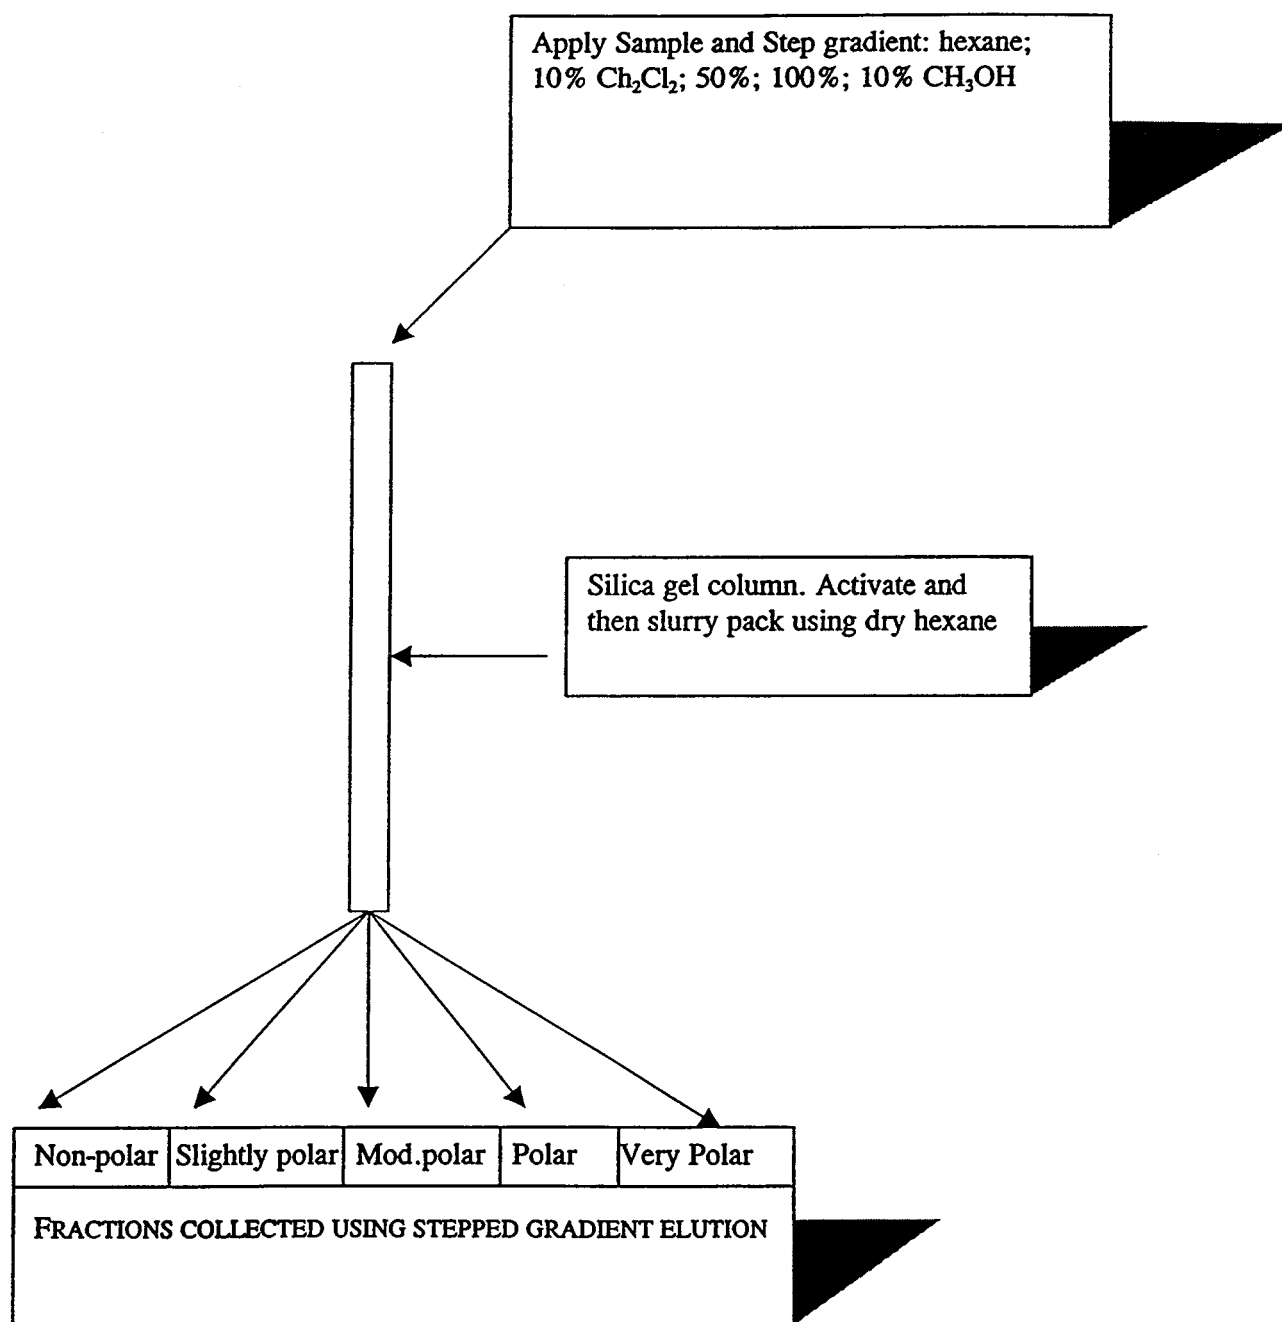 Apply Sample and Step gradient: hexane;
10% Ch₂Cl₂; 50%; 100%; 10% CH₃OH
Silica gel column. Activate and
then slurry pack using dry hexane
Non-polar Slightly polar Mod.polar Polar Very Polar
FRACTIONS COLLECTED USING STEPPED GRADIENT ELUTION